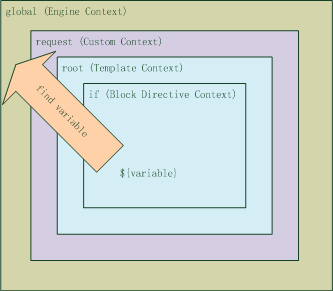 global (Engine Context)
request (Custom Context)
root (Template Context)
if (Block Directive Context)
find variable
${variable}